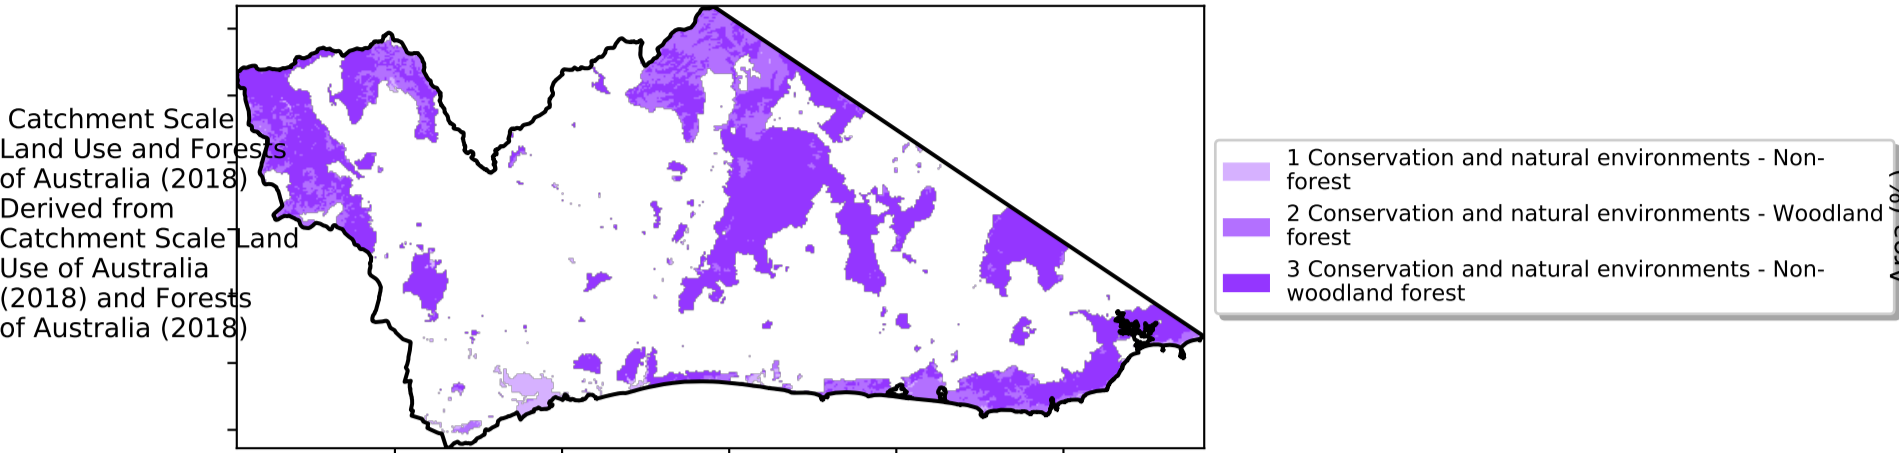 Catchment Scale
Land Use and Forests
of Australia (2018)
Derived from
Catchment Scale Land
Use of Australia
(2018) and Forests
of Australia (2018)
1 Conservation and natural environments - Non-
forest
2 Conservation and natural environments - Woodland
forest
3 Conservation and natural environments - Non-
woodland forest